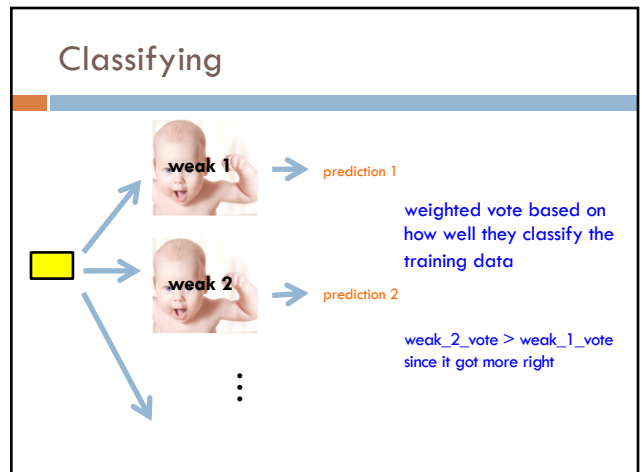 Classifying
weak 1
prediction 1
weighted vote based on
how well they classify the
training data
weak 2
prediction 2
weak_2_vote > weak_1_vote
since it got more right
⋮